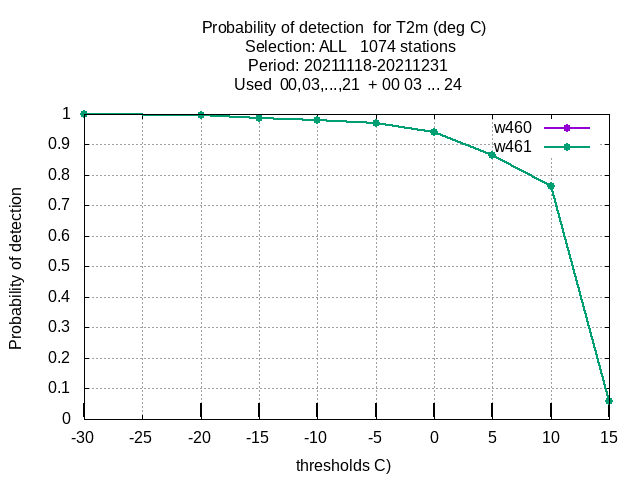 Probability of detection  for T2m (deg C)
Selection: ALL   1074 stations
Period: 20211118-20211231
Used  00,03,...,21  + 00 03 ... 24
w460
w461
1
0.9
0.8
0.7
0.6
0.5
0.4
0.3
0.2
0.1
0
Probability of detection
-30 -25 -20 -15 -10 -5 0 5 10 15
thresholds C)